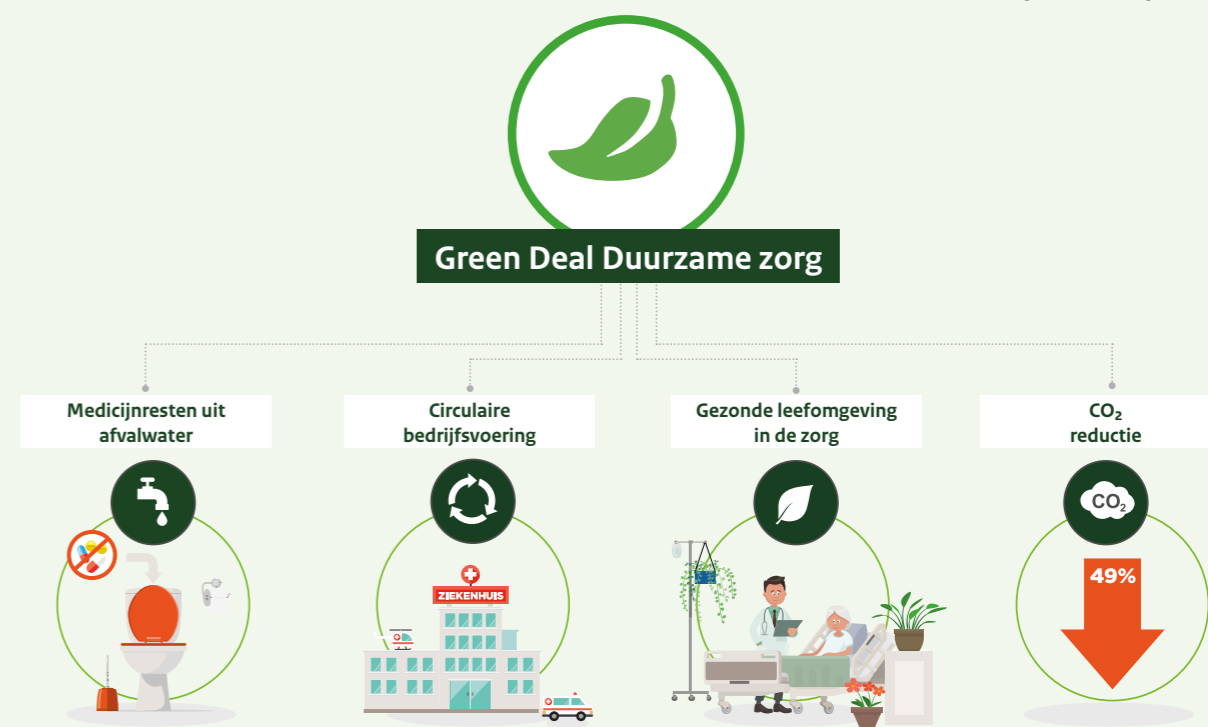 Green Deal Duurzame zorg
Medicijnresten uit
afvalwater
Circulaire
bedrijfsvoering
Gezonde leefomgeving
in de zorg
CO₂
reductie
CO₂
49%
ZIEKENHUIS